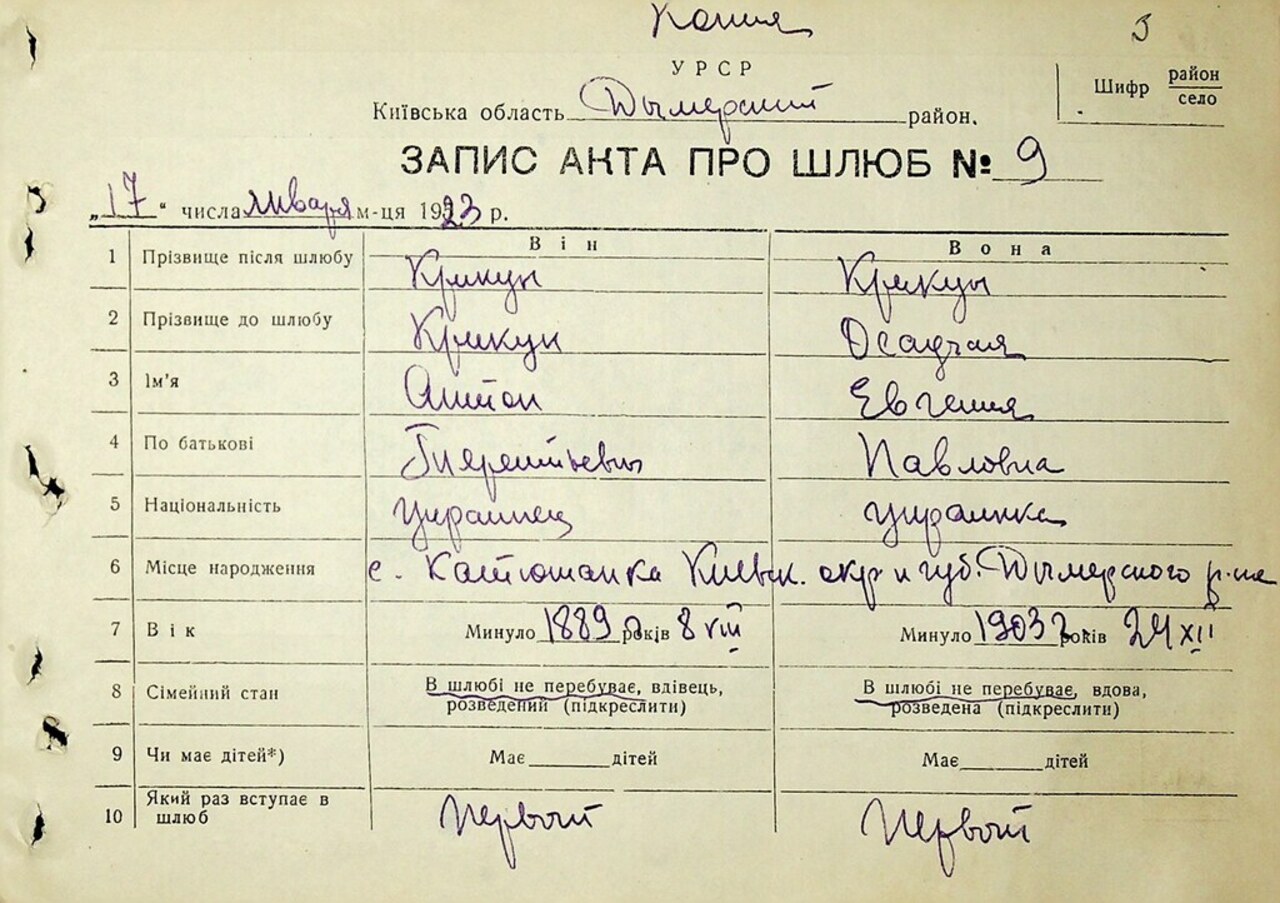 Копия 3
УРСР
Київська область Дымерский район.
Шифр район
село
ЗАПИС АКТА ПРО ШЛЮБ № 9
„17“ числа января м-ця 1923 р.
Він Вона
1 Прізвище після шлюбу Крикун Крикун
2 Прізвище до шлюбу Крикун Осадчая
3 Ім'я Антон Евгения
4 По батькові Терентьевич Павловна
5 Національність украинец украинка
6 Місце народження с. Катюшанка Киевск. окр и губ. Дымерского р-на
7 Вік Минуло 1889 р років 8 VIII Минуло 1903 г років 24 XII
8 Сімейний стан В шлюбі не перебуває, вдівець, В шлюбі не перебуває, вдова,
розведений (підкреслити) розведена (підкреслити)
9 Чи має дітей*) Має дітей Має дітей
10 Який раз вступає в
шлюб первый первый